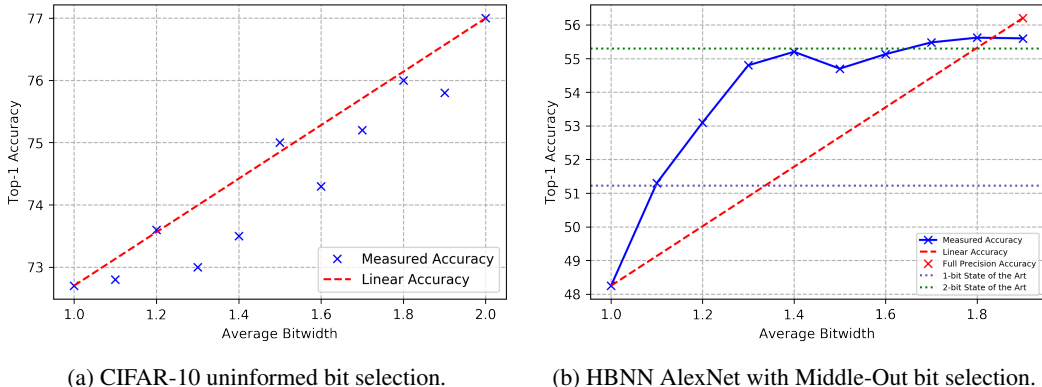 77
76
75
74
73
Top-1 Accuracy
1.0 1.2 1.4 1.6 1.8 2.0
Average Bitwidth
Measured Accuracy
Linear Accuracy
(a) CIFAR-10 uninformed bit selection.
56
55
54
53
52
51
50
49
48
Top-1 Accuracy
1.0 1.2 1.4 1.6 1.8
Average Bitwidth
Measured Accuracy
Linear Accuracy
Full Precision Accuracy
1-bit State of the Art
2-bit State of the Art
(b) HBNN AlexNet with Middle-Out bit selection.